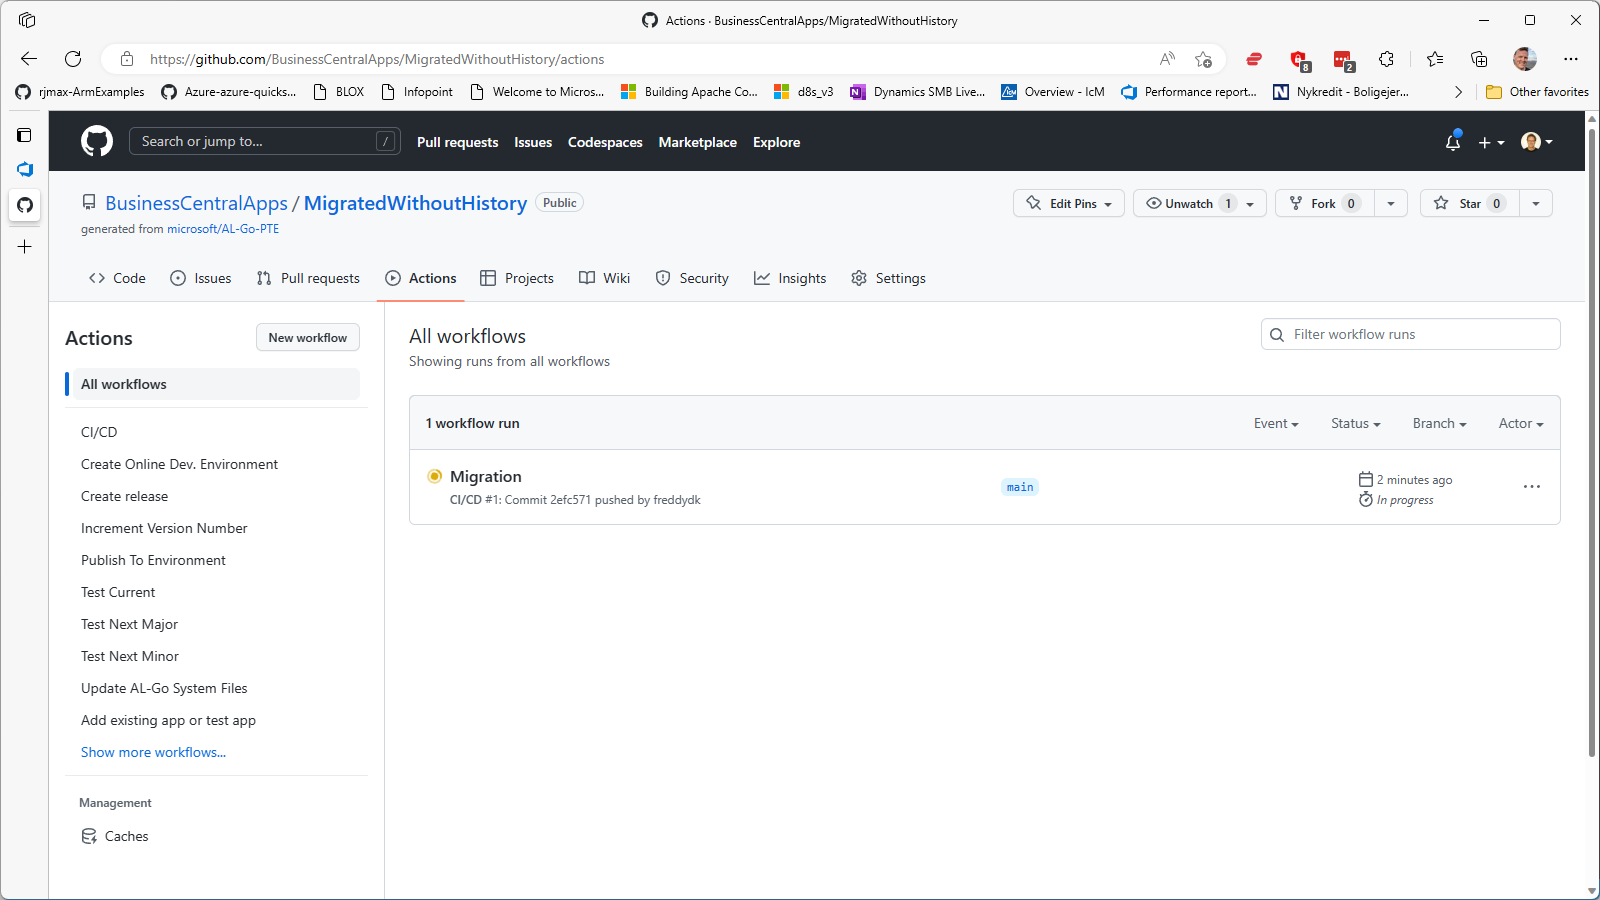 Actions · BusinessCentralApps/MigratedWithoutHistory
https://github.com/BusinessCentralApps/MigratedWithoutHistory/actions
8
2
rjmax-ArmExamples
Azure-azure-quicks...
BLOX
Infopoint
Welcome to Micros...
Building Apache Co...
d8s_v3
Dynamics SMB Live...
Overview - IcM
Performance report...
Nykredit - Boligejer...
Other favorites
Search or jump to...
/
Pull requests
Issues
Codespaces
Marketplace
Explore
BusinessCentralApps / MigratedWithoutHistory
Public
Edit Pins
Unwatch 1
Fork 0
Star 0
generated from microsoft/AL-Go-PTE
Code
Issues
Pull requests
Actions
Projects
Wiki
Security
Insights
Settings
Actions
New workflow
All workflows
CI/CD
Create Online Dev. Environment
Create release
Increment Version Number
Publish To Environment
Test Current
Test Next Major
Test Next Minor
Update AL-Go System Files
Add existing app or test app
Show more workflows...
Management
Caches
All workflows
Showing runs from all workflows
Filter workflow runs
1 workflow run
Event
Status
Branch
Actor
Migration
CI/CD #1: Commit 2efc571 pushed by freddydk
main
2 minutes ago
In progress